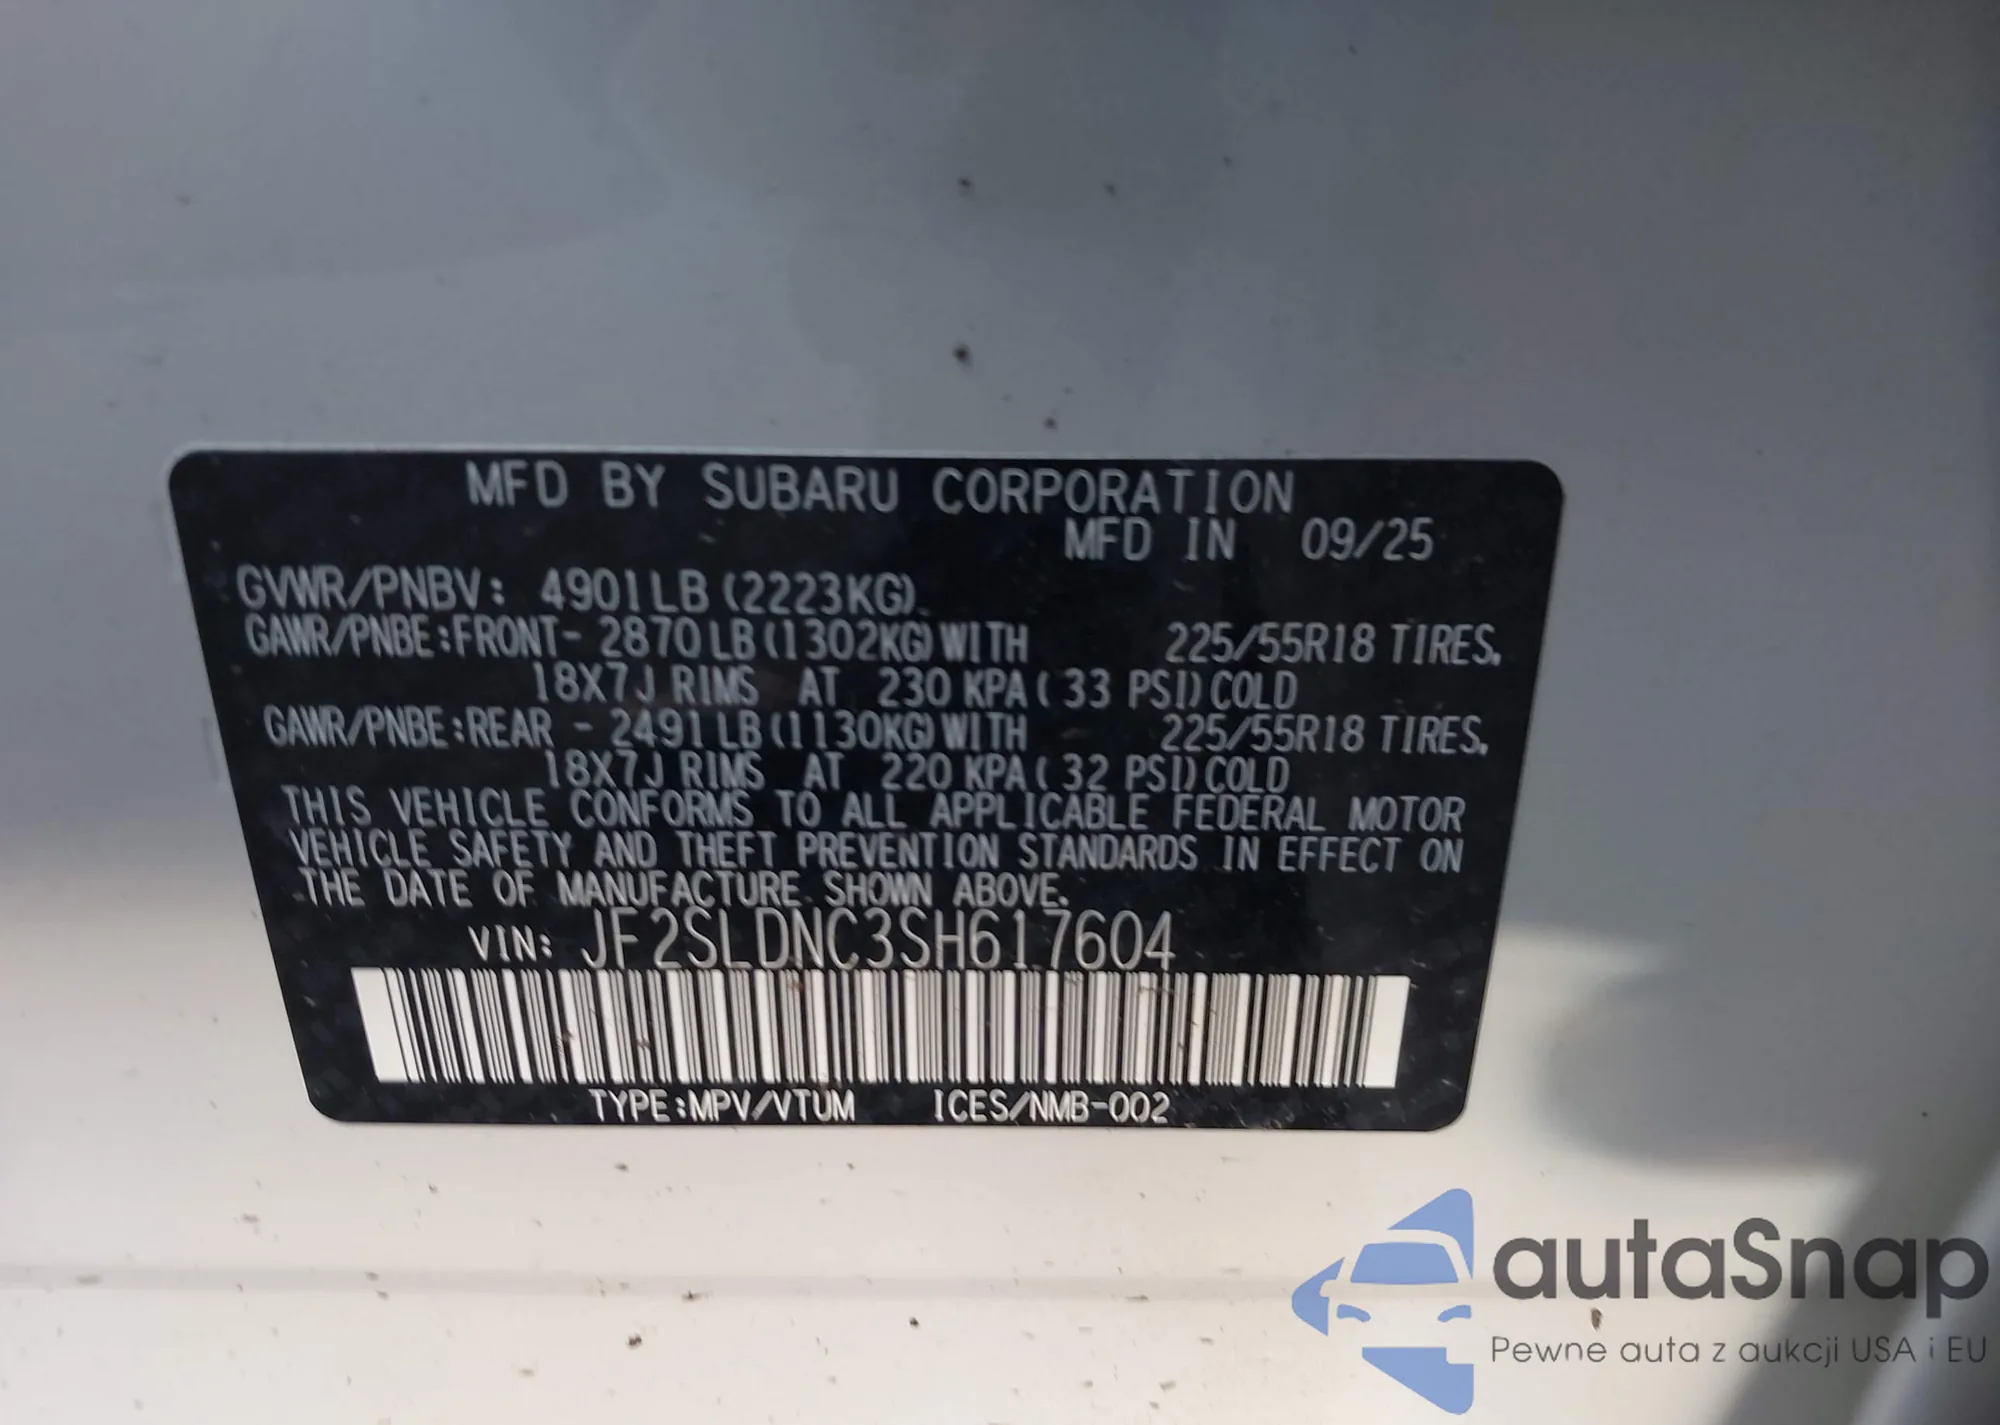 MFD BY SUBARU CORPORATION
MFD IN 09/25
GVWR/PNBV: 4901LB (2223KG)
GAWR/PNBE:FRONT- 2870LB(1302KG)WITH 225/55R18 TIRES,
18X7J RIMS AT 230 KPA( 33 PSI)COLD
GAWR/PNBE:REAR - 2491LB(1130KG)WITH 225/55R18 TIRES,
18X7J RIMS AT 220 KPA( 32 PSI)COLD
THIS VEHICLE CONFORMS TO ALL APPLICABLE FEDERAL MOTOR
VEHICLE SAFETY AND THEFT PREVENTION STANDARDS IN EFFECT ON
THE DATE OF MANUFACTURE SHOWN ABOVE.
VIN: JF2SLDNC3SH617604
TYPE:MPV/VTUM ICES/NMB-002
autaSnap
Pewne auta z aukcji USA i EU